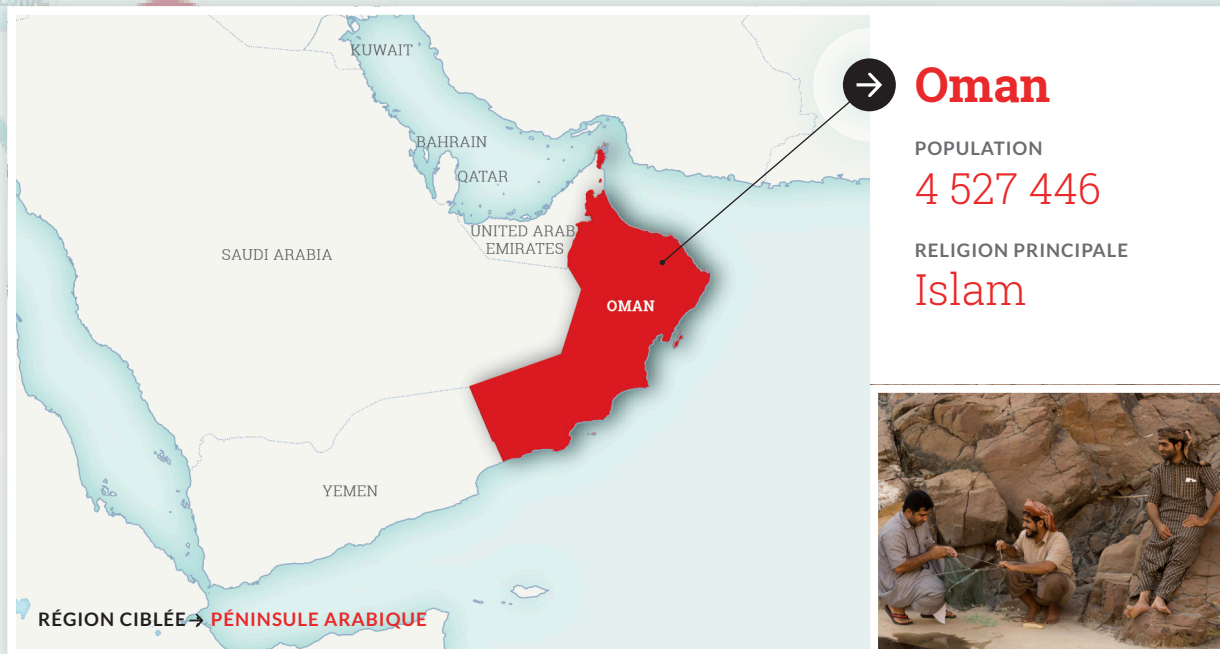 KUWAIT
BAHRAIN
QATAR
UNITED ARAB
EMIRATES
SAUDI ARABIA
OMAN
YEMEN
RÉGION CIBLÉE→ PÉNINSULE ARABIQUE
Oman
POPULATION
4 527 446
RELIGION PRINCIPALE
Islam